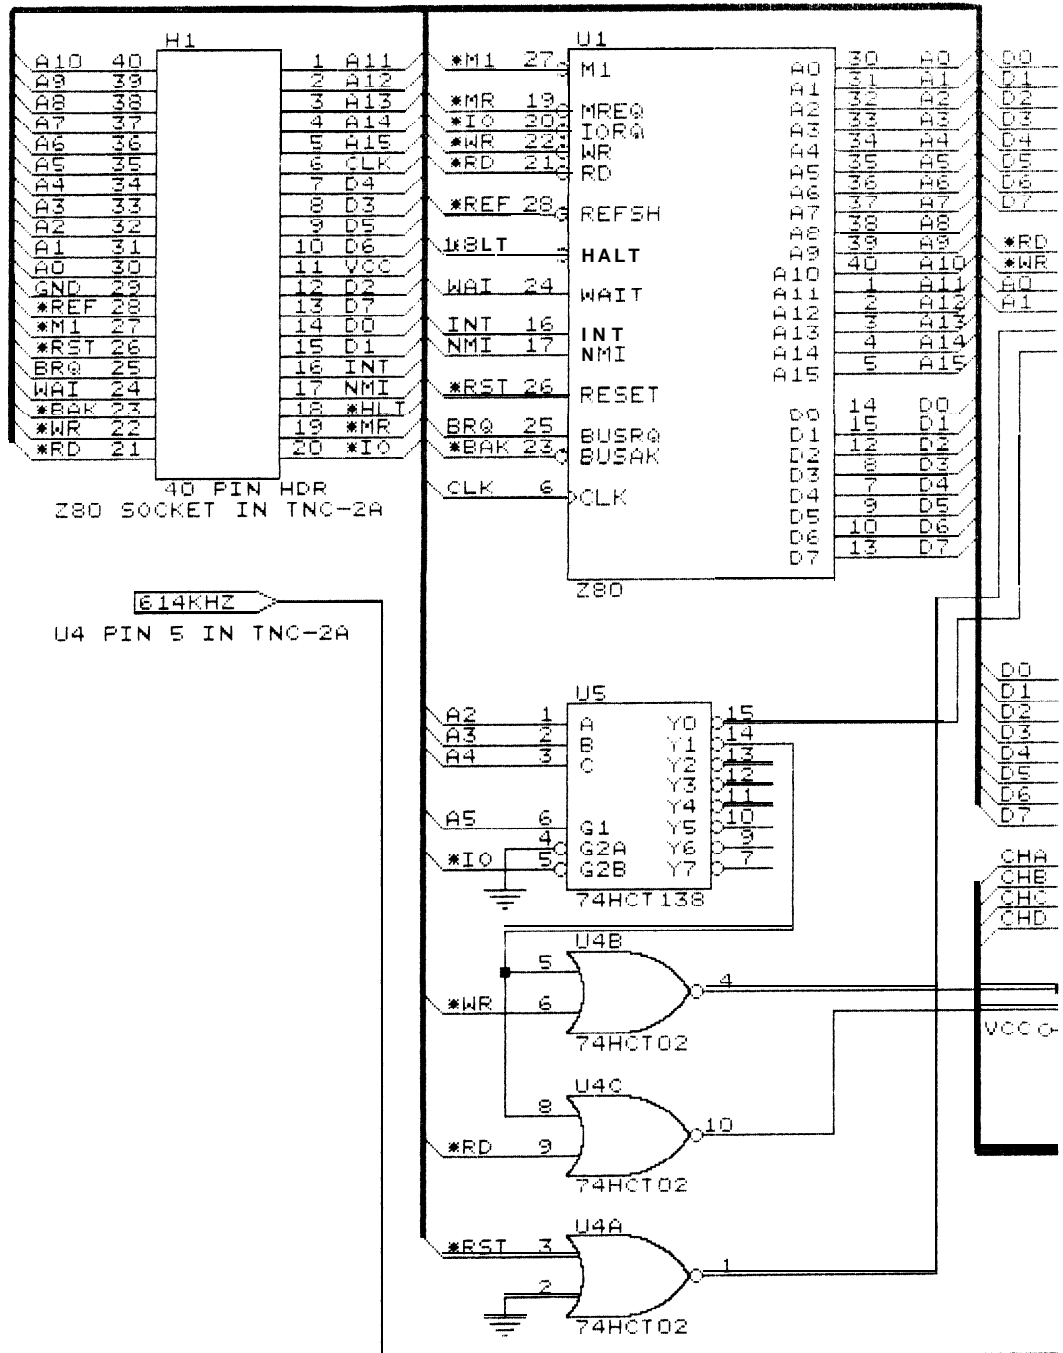 H1
A10 40 1 A11
A9 39 2 A12
A8 38 3 A13
A7 37 4 A14
A6 36 5 A15
A5 35 6 CLK
A4 34 7 D4
A3 33 8 D3
A2 32 9 D5
A1 31 10 D6
A0 30 11 VCC
GND 29 12 D2
*REF 28 13 D7
*M1 27 14 D0
*RST 26 15 D1
BRQ 25 16 INT
WAI 24 17 NMI
*BAK 23 18 *HLT
*WR 22 19 *MR
*RD 21 20 *IO
40 PIN HDR
Z80 SOCKET IN TNC-2A
614KHZ
U4 PIN 5 IN TNC-2A
U1
*M1 27 M1
*MR 19 MREQ
*IO 20 IORQ
*WR 22 WR
*RD 21 RD
*REF 28 REFSH
1*8LT HALT
WAI 24 WAIT
INT 16 INT
NMI 17 NMI
*RST 26 RESET
BRQ 25 BUSRQ
*BAK 23 BUSAK
CLK 6 CLK
A0 30 A0
A1 31 A1
A2 32 A2
A3 33 A3
A4 34 A4
A5 35 A5
A6 36 A6
A7 37 A7
A8 38 A8
A9 39 A9
A10 40 A10
A11 1 A11
A12 2 A12
A13 3 A13
A14 4 A14
A15 5 A15
D0 14 D0
D1 15 D1
D2 12 D2
D3 8 D3
D4 7 D4
D5 9 D5
D6 10 D6
D7 13 D7
Z80
D0
D1
D2
D3
D4
D5
D6
D7
*RD
*WR
A0
A1
U5
A2 1 A Y0 15
A3 2 B Y1 14
A4 3 C Y2 13
Y3 12
Y4 11
A5 6 G1 Y5 10
4 G2A Y6 9
*IO 5 G2B Y7 7
74HCT138
D0
D1
D2
D3
D4
D5
D6
D7
CHA
CHB
CHC
CHD
U4B
5
*WR 6
4
74HCT02
VCC
U4C
8
*RD 9
10
74HCT02
U4A
*RST 3
2
1
74HCT02